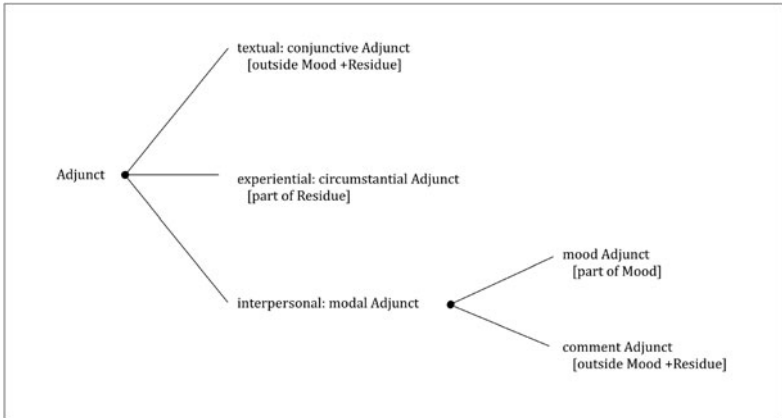 textual: conjunctive Adjunct
[outside Mood +Residue]
Adjunct
experiential: circumstantial Adjunct
[part of Residue]
mood Adjunct
[part of Mood]
interpersonal: modal Adjunct
comment Adjunct
[outside Mood +Residue]